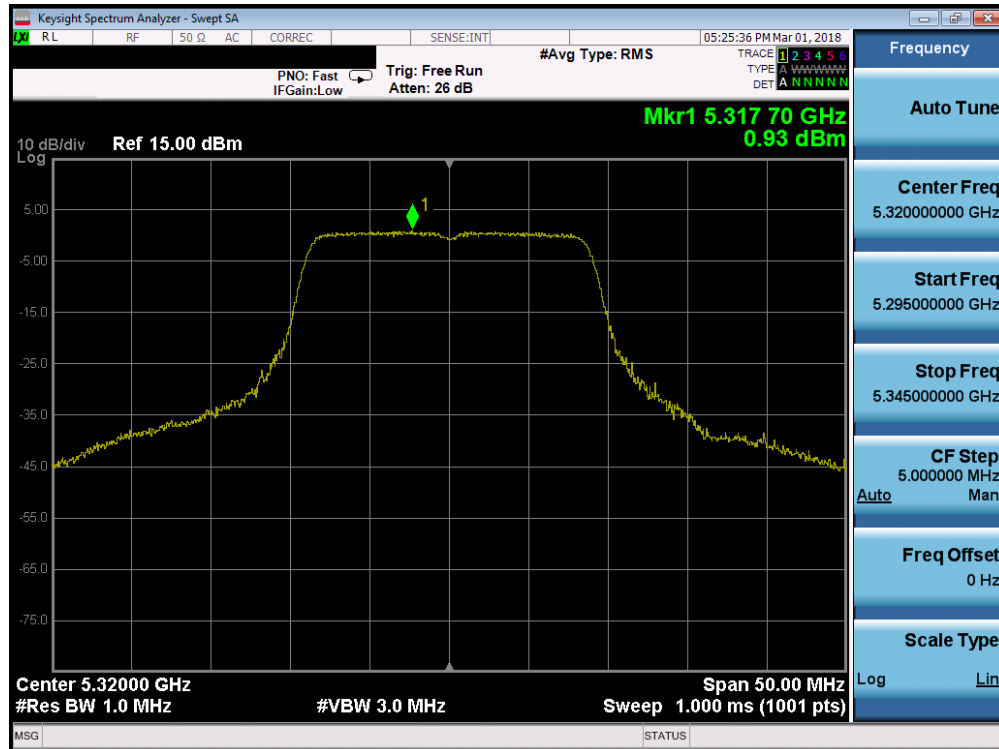 Keysight Spectrum Analyzer - Swept SA
LXI RL RF 50 Ω AC CORREC SENSE:INT 05:25:36 PM Mar 01, 2018
#Avg Type: RMS TRACE 1 2 3 4 5 6
PNO: Fast Trig: Free Run TYPE A WWWWW
IFGain:Low Atten: 26 dB DET A N N N N N
Mkr1 5.317 70 GHz
0.93 dBm
10 dB/div Ref 15.00 dBm
Log
1
5.00
-5.00
-15.0
-25.0
-35.0
-45.0
-55.0
-65.0
-75.0
Center 5.32000 GHz Span 50.00 MHz
#Res BW 1.0 MHz #VBW 3.0 MHz Sweep 1.000 ms (1001 pts)
MSG STATUS
Frequency
Auto Tune
Center Freq
5.320000000 GHz
Start Freq
5.295000000 GHz
Stop Freq
5.345000000 GHz
CF Step
5.000000 MHz
Auto Man
Freq Offset
0 Hz
Scale Type
Log Lin